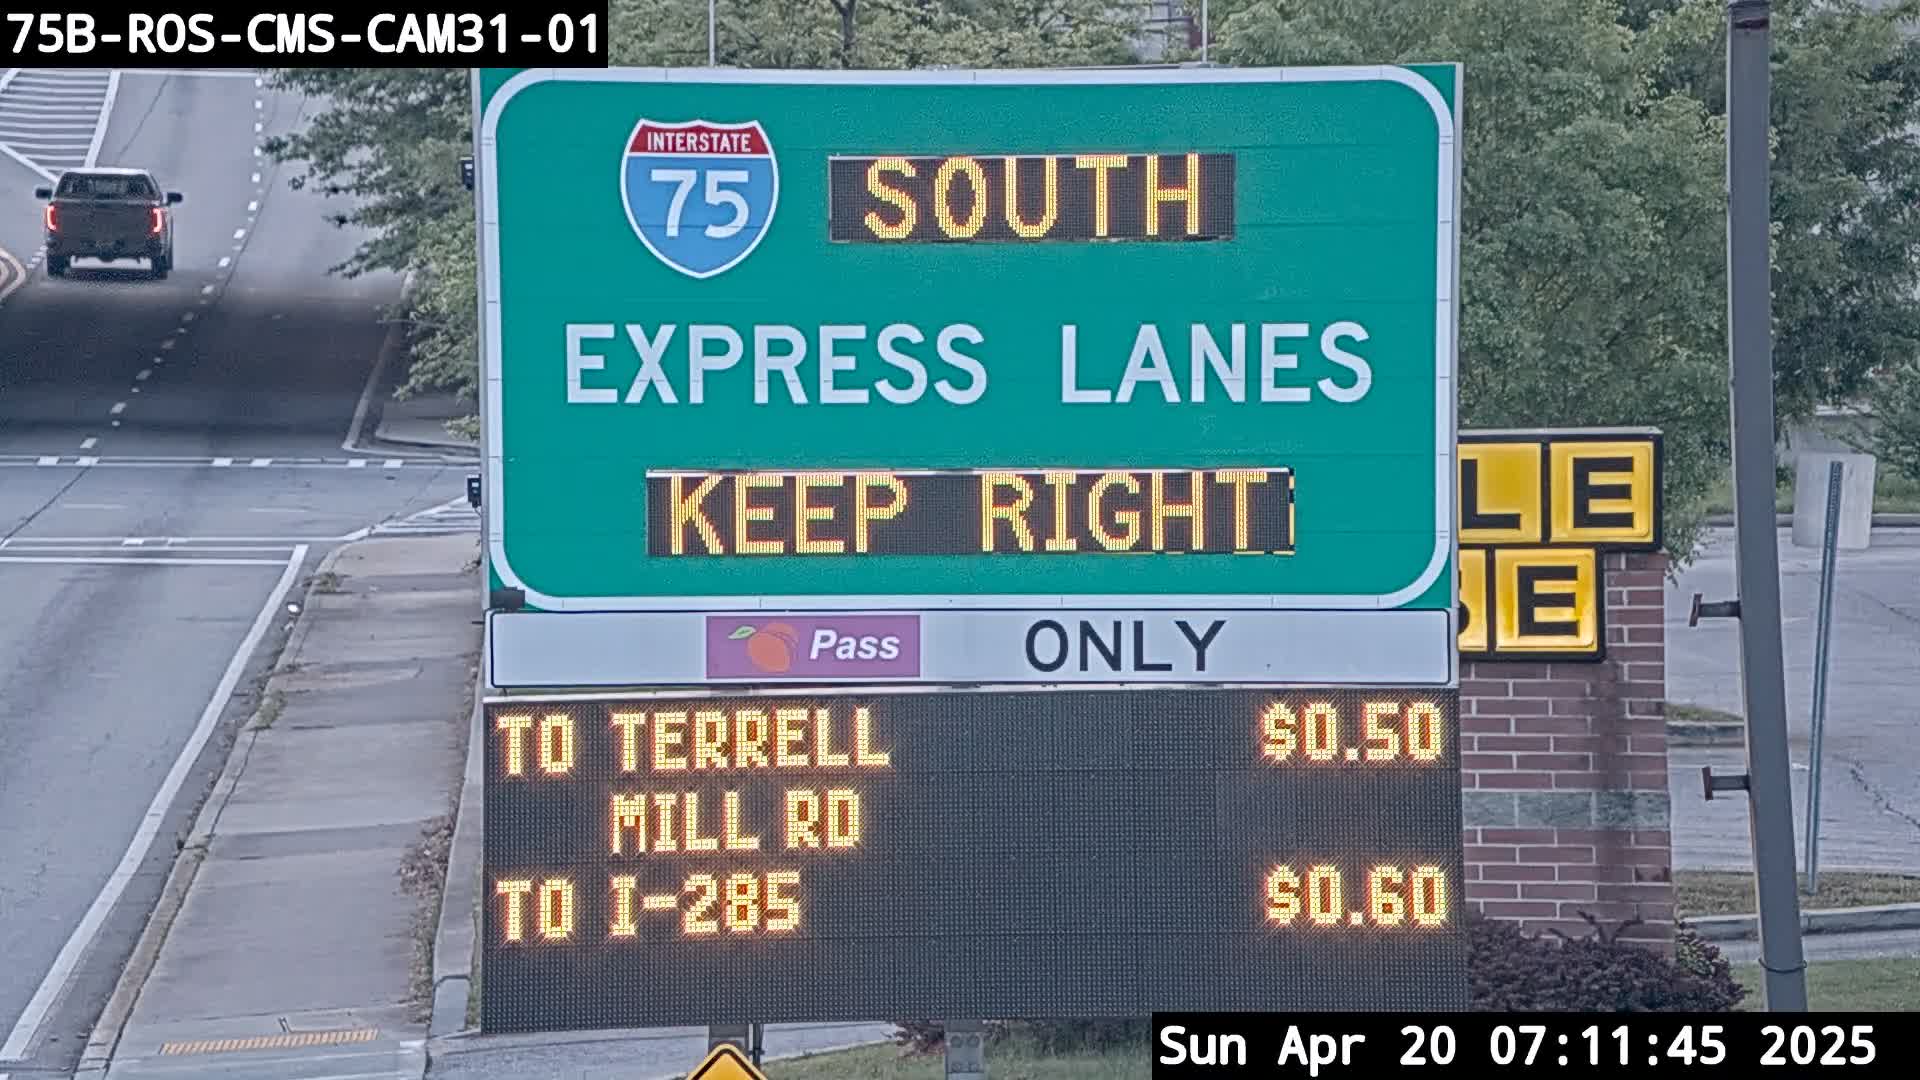 75B-ROS-CMS-CAM31-01
INTERSTATE
75
SOUTH
EXPRESS LANES
KEEP RIGHT
Pass ONLY
TO TERRELL $0.50
MILL RD
TO I-285 $0.60
LE
E
Sun Apr 20 07:11:45 2025